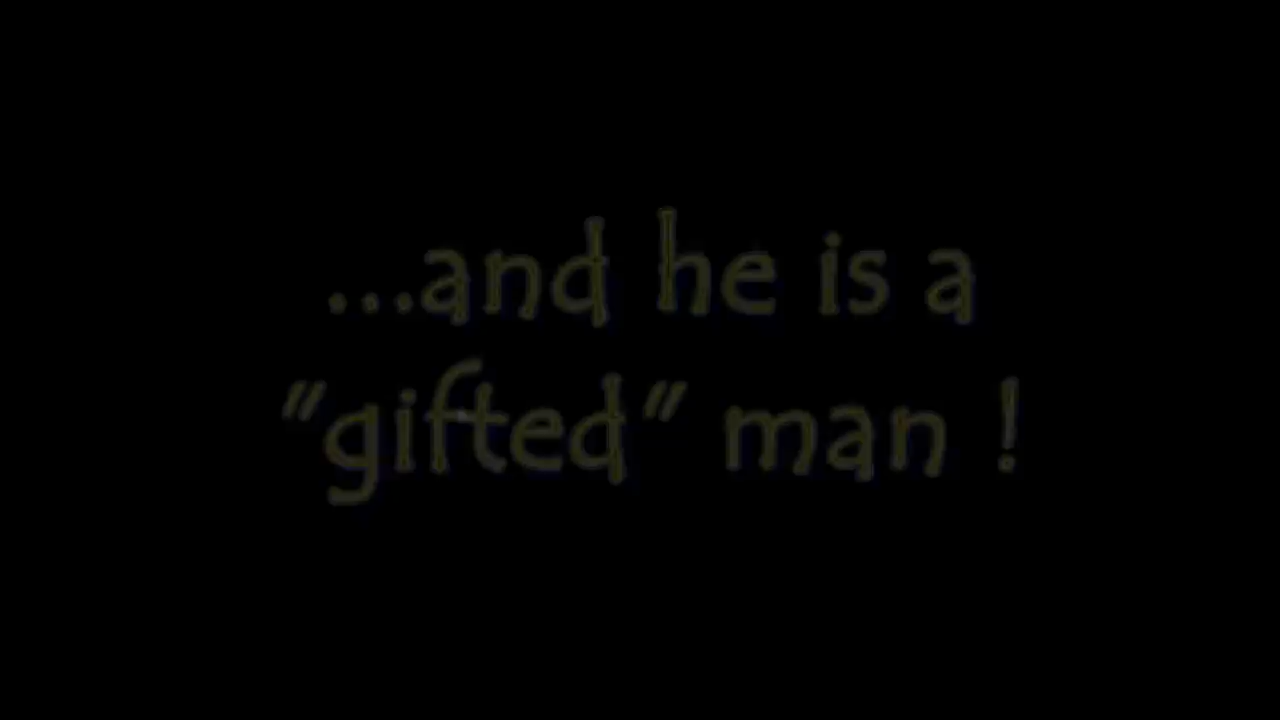 ...and he is a
"gifted" man !